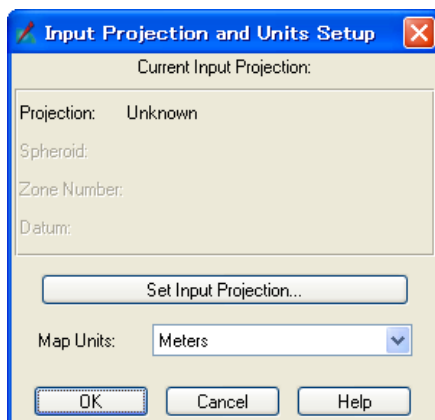 Input Projection and Units Setup
Current Input Projection:
Projection: Unknown
Spheroid:
Zone Number:
Datum:
Set Input Projection...
Map Units: Meters
OK Cancel Help